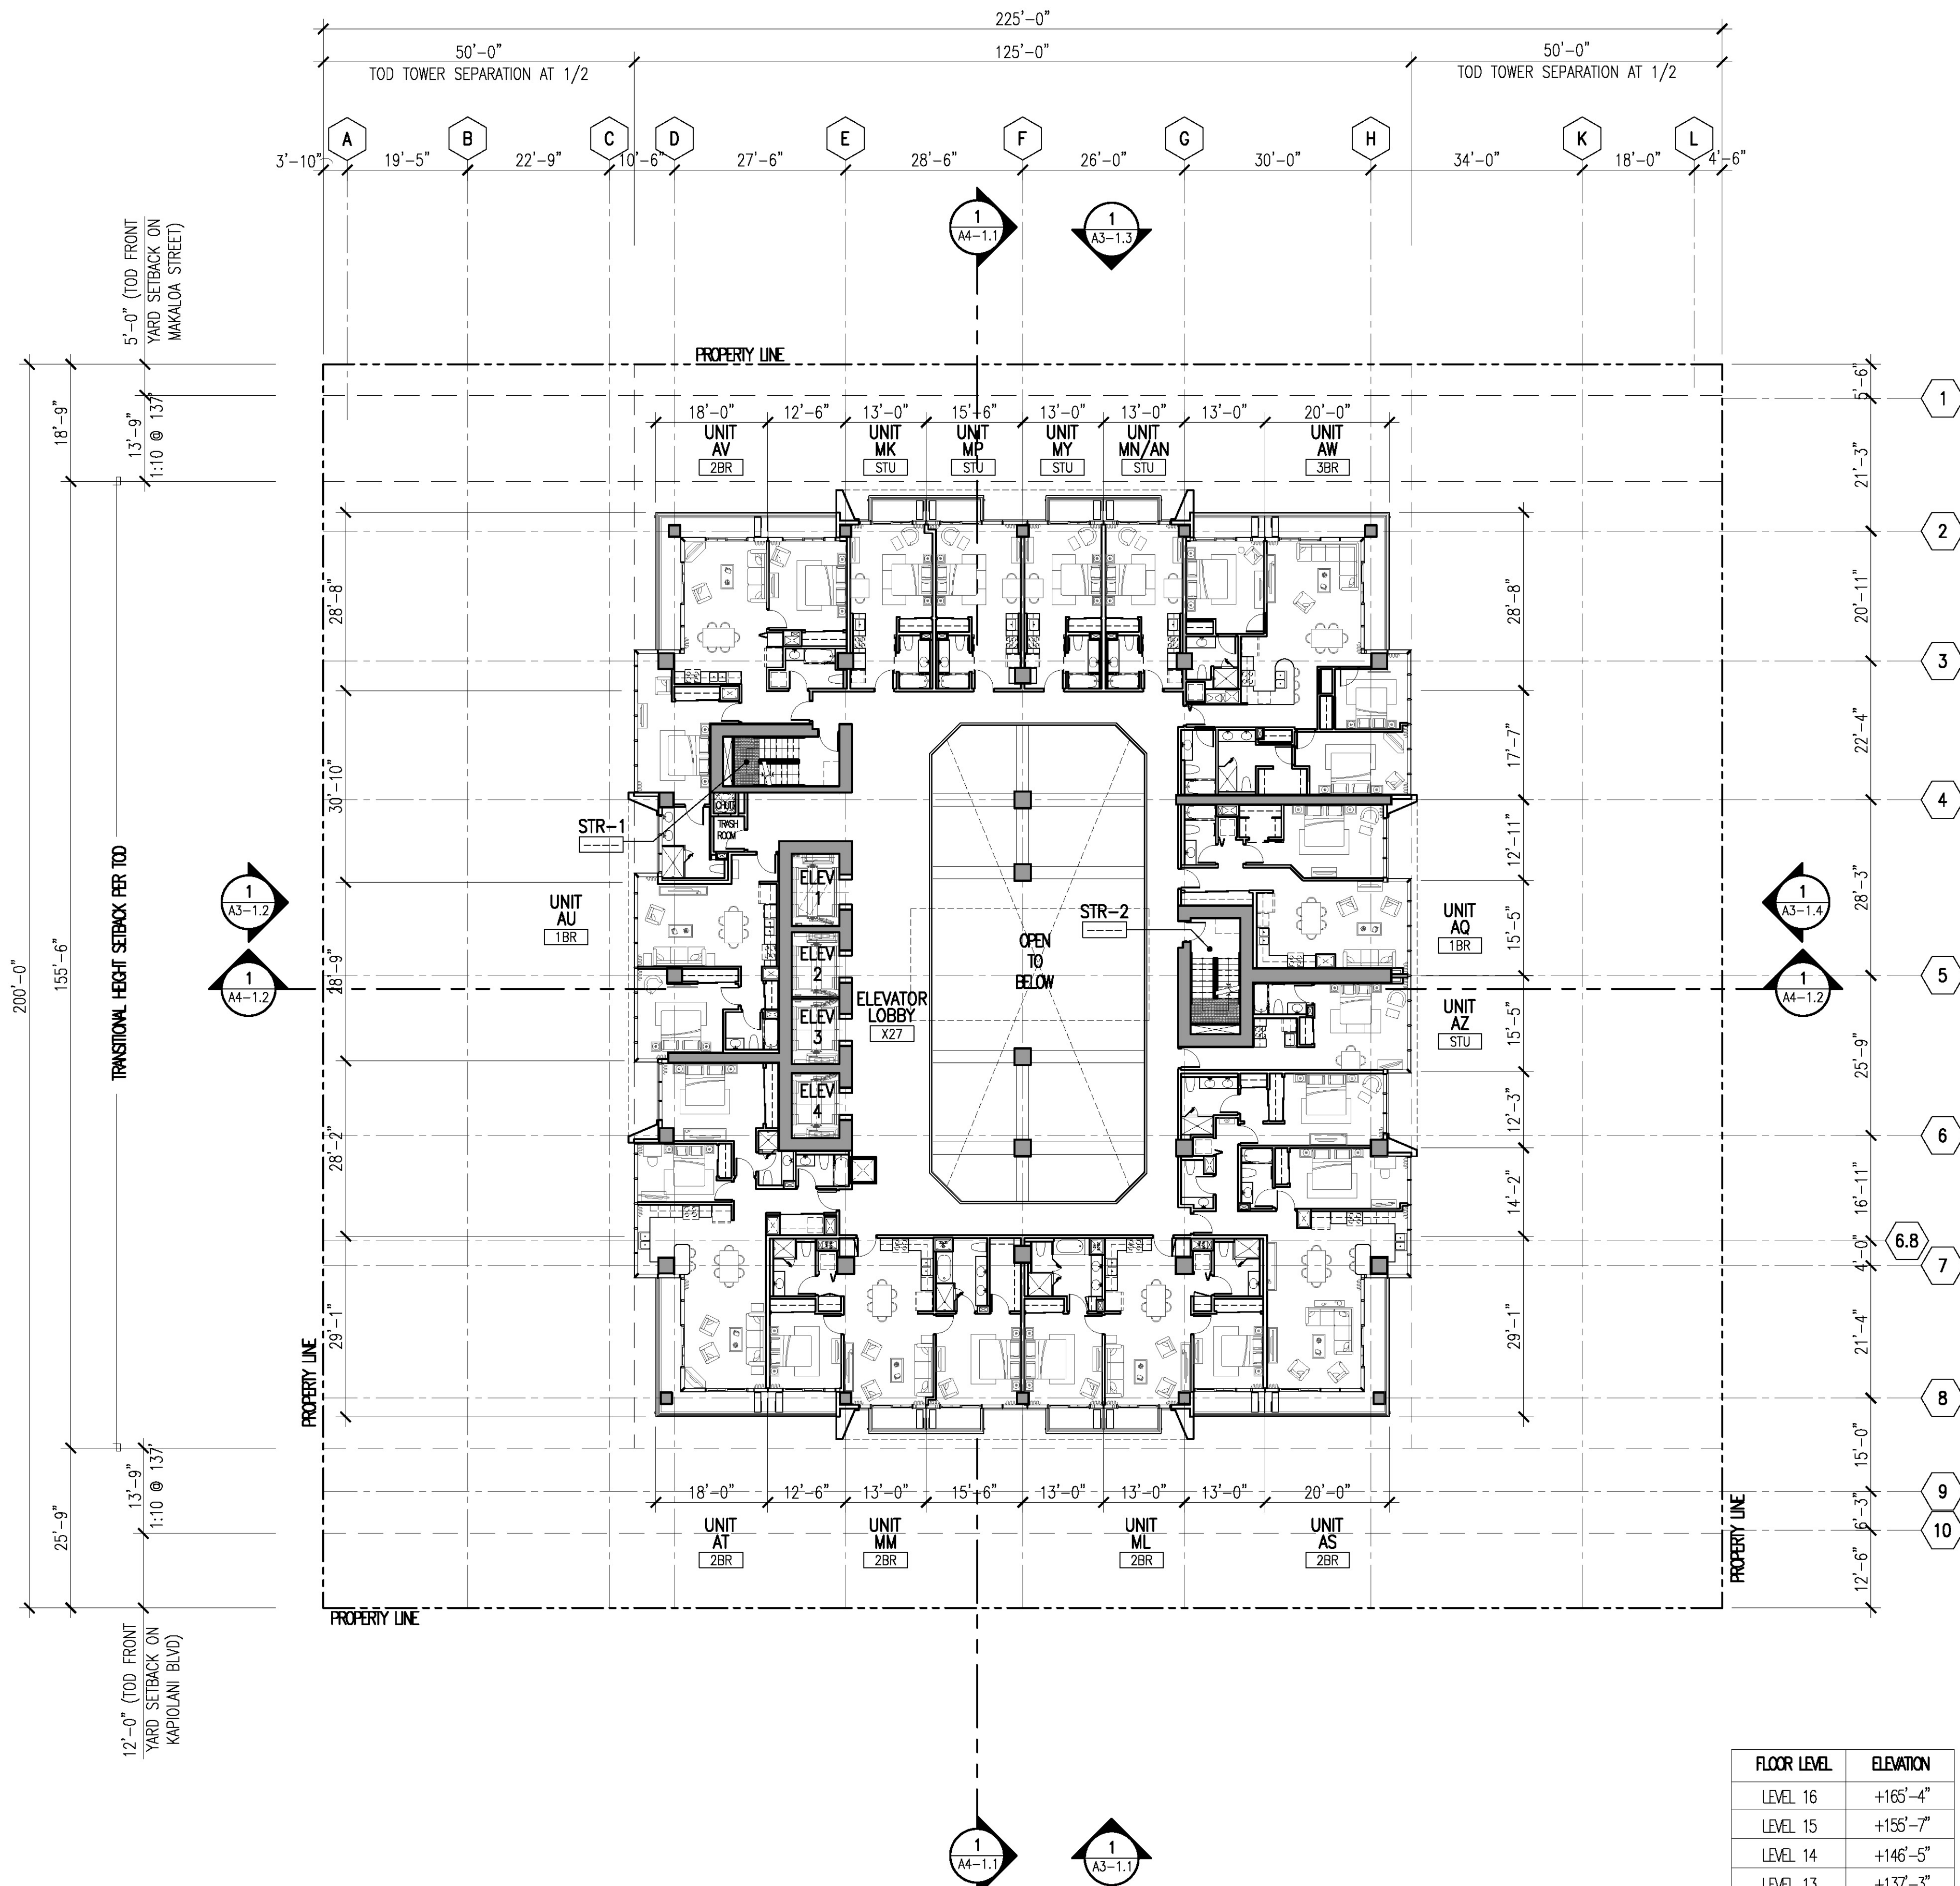 225'-0"
50'-0"
125'-0"
50'-0"
TOD TOWER SEPARATION AT 1/2
TOD TOWER SEPARATION AT 1/2
A
B
C
D
E
F
G
H
K
L
3'-10"
19'-5"
22'-9"
10'-6"
27'-6"
28'-6"
26'-0"
30'-0"
34'-0"
18'-0"
4'-6"
1
A4-1.1
1
A3-1.3
5'-0" (TOD FRONT
YARD SETBACK ON
MAKALOA STREET)
PROPERTY LINE
18'-9"
13'-9"
1:10 @ 137'
18'-0"
12'-6"
13'-0"
15'-6"
13'-0"
13'-0"
13'-0"
20'-0"
UNIT
AV
2BR
UNIT
MK
STU
UNIT
MP
STU
UNIT
MY
STU
UNIT
MN/AN
STU
UNIT
AW
3BR
5'-6"
1
21'-3"
2
20'-11"
3
22'-4"
4
28'-3"
5
25'-9"
6
16'-11"
6.8
4'-0"
7
21'-4"
8
15'-0"
9
6'-3"
10
12'-6"
200'-0"
155'-6"
TRANSITIONAL HEIGHT SETBACK PER TOD
28'-8"
30'-10"
28'-9"
28'-2"
29'-1"
28'-8"
17'-7"
12'-11"
15'-5"
15'-5"
12'-3"
14'-2"
29'-1"
STR-1
CHUTE
TRASH
ROOM
1
A3-1.2
1
A4-1.2
UNIT
AU
1BR
ELEV
1
ELEV
2
ELEV
3
ELEV
4
ELEVATOR
LOBBY
X27
OPEN
TO
BELOW
STR-2
UNIT
AQ
1BR
UNIT
AZ
STU
1
A3-1.4
1
A4-1.2
PROPERTY LINE
PROPERTY LINE
18'-0"
12'-6"
13'-0"
15'-6"
13'-0"
13'-0"
13'-0"
20'-0"
UNIT
AT
2BR
UNIT
MM
2BR
UNIT
ML
2BR
UNIT
AS
2BR
25'-9"
13'-9"
1:10 @ 137'
PROPERTY LINE
12'-0" (TOD FRONT
YARD SETBACK ON
KAPIOLANI BLVD)
1
A4-1.1
1
A3-1.1
FLOOR LEVEL ELEVATION
LEVEL 16 +165'-4"
LEVEL 15 +155'-7"
LEVEL 14 +146'-5"
LEVEL 13 +137'-3"